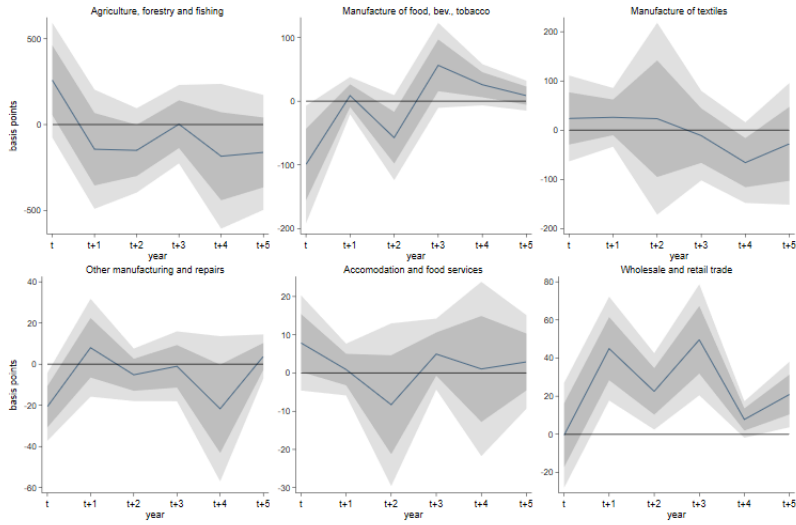 Agriculture, forestry and fishing
basis points
500
0
-500
t t+1 t+2 t+3 t+4 t+5
year
Manufacture of food, bev., tobacco
100
0
-100
-200
t t+1 t+2 t+3 t+4 t+5
year
Manufacture of textiles
200
100
0
-100
-200
t t+1 t+2 t+3 t+4 t+5
year
Other manufacturing and repairs
basis points
40
20
0
-20
-40
-60
t t+1 t+2 t+3 t+4 t+5
year
Accomodation and food services
20
10
0
-10
-20
-30
t t+1 t+2 t+3 t+4 t+5
year
Wholesale and retail trade
80
60
40
20
0
-20
t t+1 t+2 t+3 t+4 t+5
year